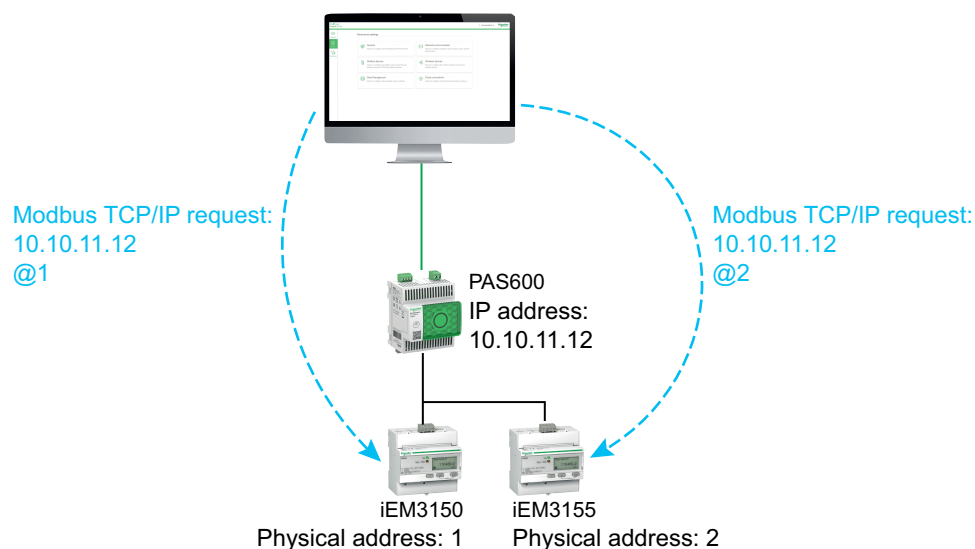 Modbus TCP/IP request:
10.10.11.12
@1
Modbus TCP/IP request:
10.10.11.12
@2
PAS600
IP address:
10.10.11.12
iEM3150
Physical address: 1
iEM3155
Physical address: 2